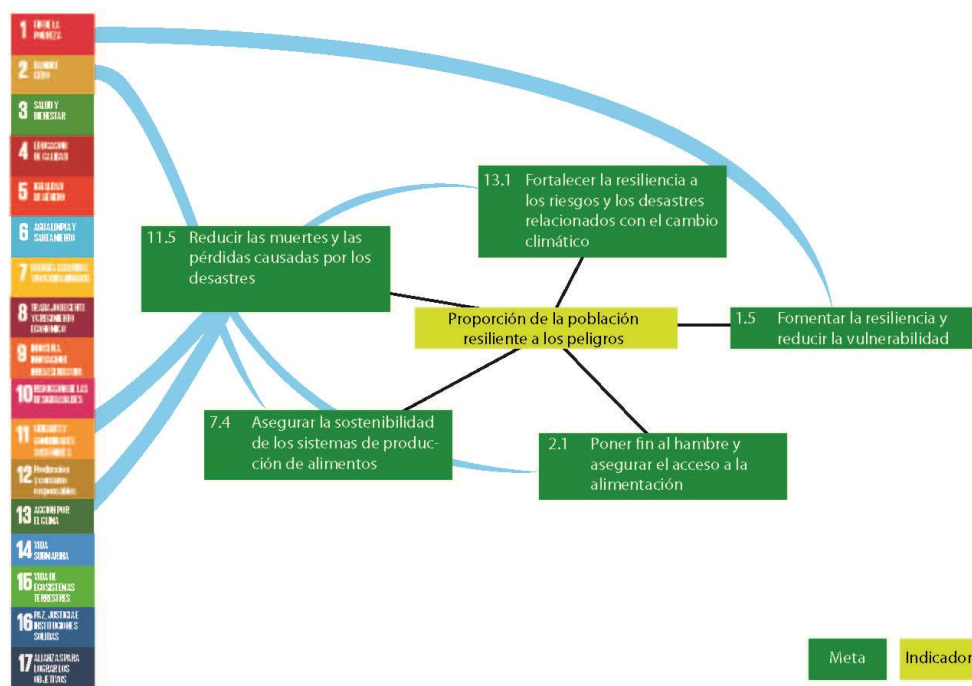 1 FIN DE LA
POBREZA
2 HAMBRE
CERO
3 SALUD Y
BIENESTAR
4 EDUCACIÓN
DE CALIDAD
5 IGUALDAD
DE GÉNERO
6 AGUA LIMPIA Y
SANEAMIENTO
7
8 TRABAJO DECENTE
Y CRECIMIENTO
ECONÓMICO
9
10 REDUCCIÓN DE LAS
DESIGUALDADES
11 CIUDADES Y
COMUNIDADES
SOSTENIBLES
12 Producción
y consumo
responsables
13 ACCIÓN POR
EL CLIMA
14 VIDA
SUBMARINA
15 VIDA DE
ECOSISTEMAS
TERRESTRES
16 PAZ, JUSTICIA E
INSTITUCIONES
SÓLIDAS
17 ALIANZAS PARA
LOGRAR LOS
OBJETIVOS
13.1 Fortalecer la resiliencia a
los riesgos y los desastres
relacionados con el cambio
climático
11.5 Reducir las muertes y las
pérdidas causadas por los
desastres
Proporción de la población
resiliente a los peligros
1.5 Fomentar la resiliencia y
reducir la vulnerabilidad
7.4 Asegurar la sostenibilidad
de los sistemas de produc-
ción de alimentos
2.1 Poner fin al hambre y
asegurar el acceso a la
alimentación
Meta
Indicador